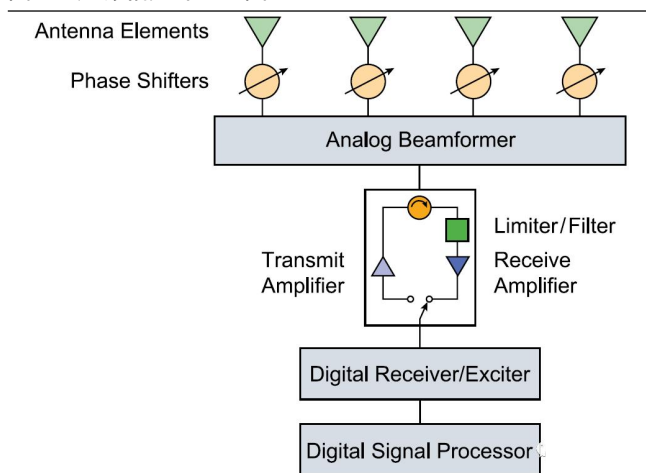 Antenna Elements
Phase Shifters
Analog Beamformer
Limiter/Filter
Transmit
Amplifier
Receive
Amplifier
Digital Receiver/Exciter
Digital Signal Processor